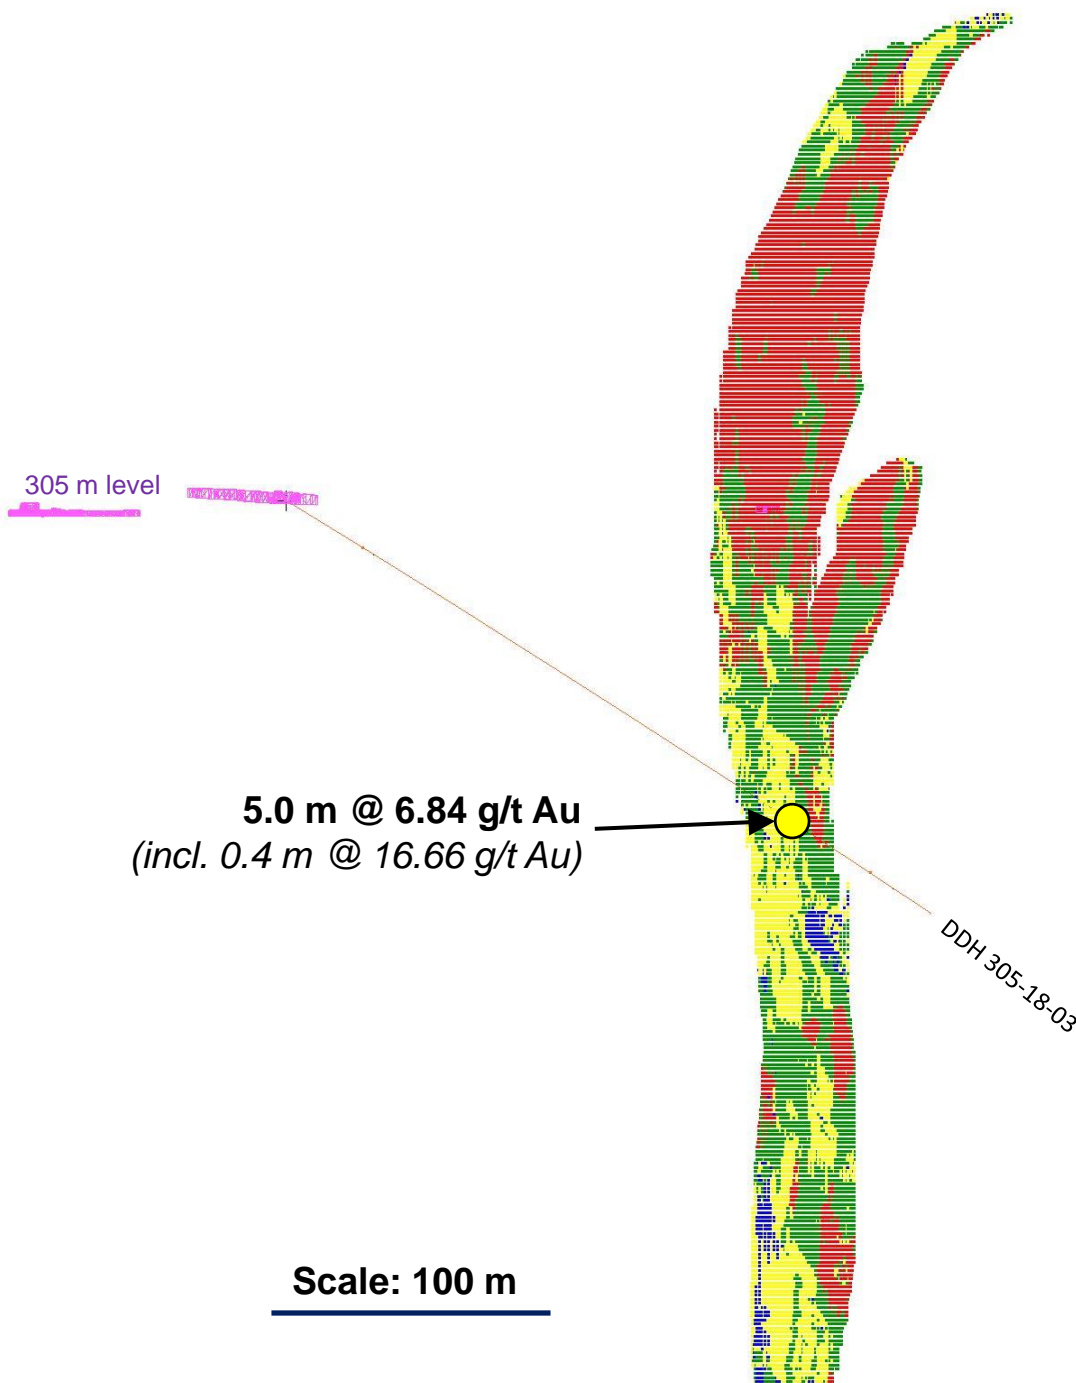 305 m level
5.0 m @ 6.84 g/t Au
(incl. 0.4 m @ 16.66 g/t Au)
DDH 305-18-03
Scale: 100 m